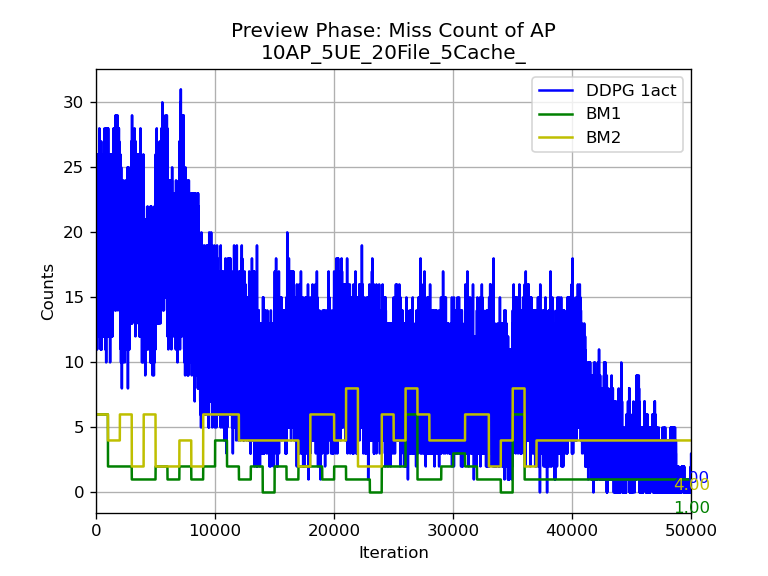 Preview Phase: Miss Count of AP
10AP_5UE_20File_5Cache_
DDPG 1act
BM1
BM2
Counts
30
25
20
15
10
5
0
4.00
1.00
0
10000
20000
30000
40000
50000
Iteration